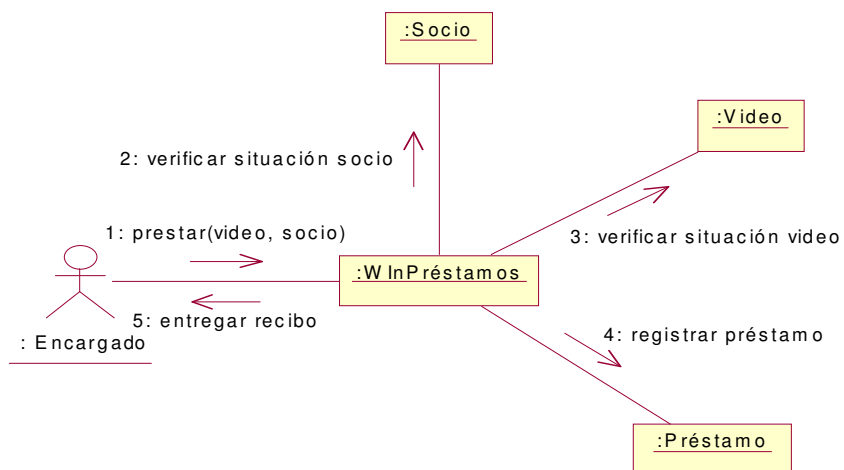 :Socio
:Video
2: verificar situación socio
1: prestar(video, socio)
3: verificar situación video
:WInPréstamos
5: entregar recibo
4: registrar préstamo
: Encargado
:Préstamo